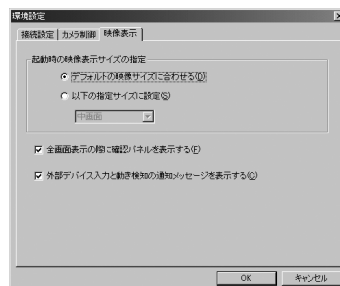 環境設定
接続設定 カメラ制御 映像表示
起動時の映像表示サイズの指定
デフォルトの映像サイズに合わせる(D)
以下の指定サイズに設定(S)
中画面
全画面表示の際に確認パネルを表示する(F)
外部デバイス入力と動き検知の通知メッセージを表示する(C)
OK キャンセル